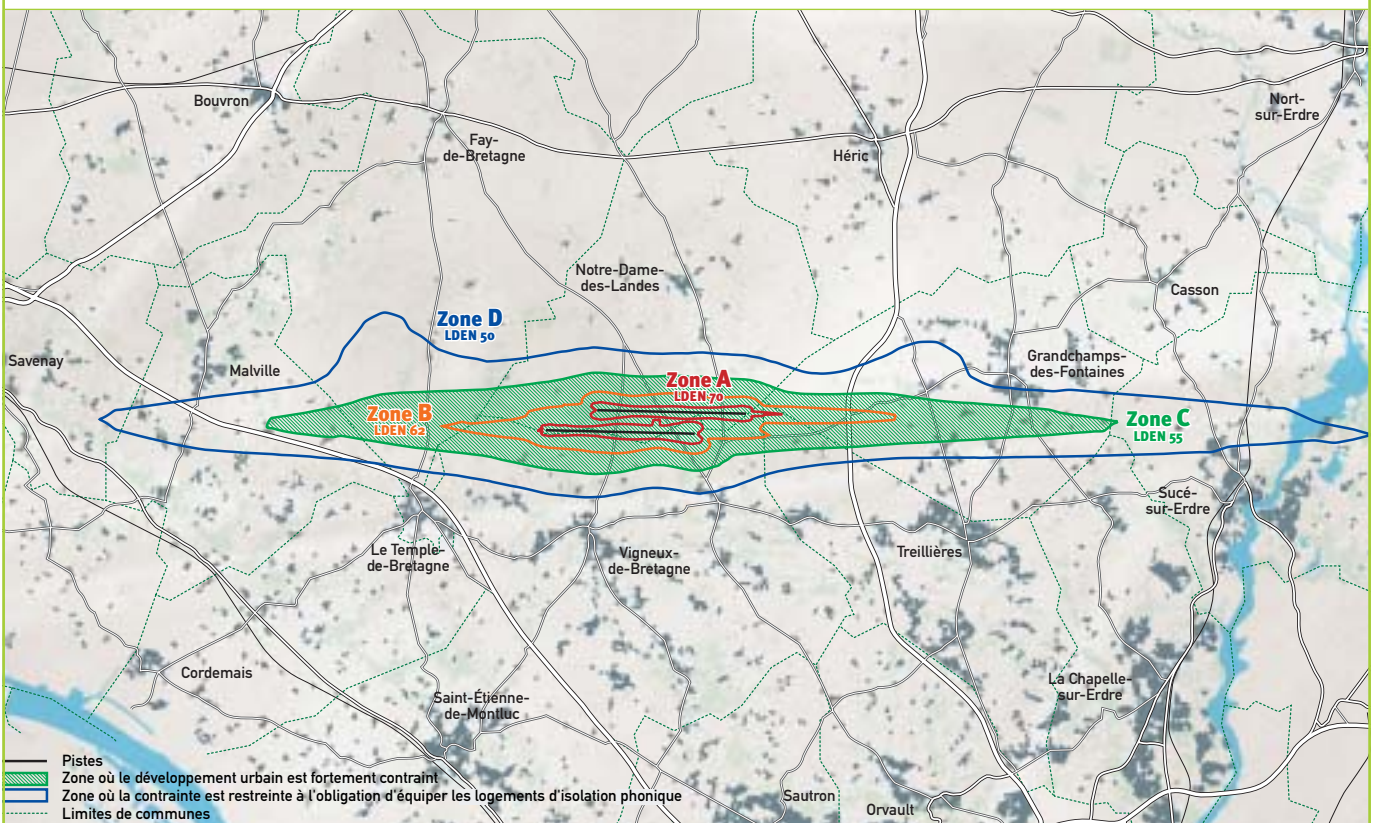 Bouvron
Fay-
de-Bretagne
Héric
Nort-
sur-Erdre
Notre-Dame-
des-Landes
Casson
Zone D
LDEN 50
Savenay
Malville
Grandchamps-
des-Fontaines
Zone A
LDEN 70
Zone B
LDEN 62
Zone C
LDEN 55
Sucé-
sur-Erdre
Le Temple-
de-Bretagne
Vigneux-
de-Bretagne
Treillières
Cordemais
La Chapelle-
sur-Erdre
Saint-Étienne-
de-Montluc
Sautron
Orvault
Pistes
Zone où le développement urbain est fortement contraint
Zone où la contrainte est restreinte à l'obligation d'équiper les logements d'isolation phonique
Limites de communes